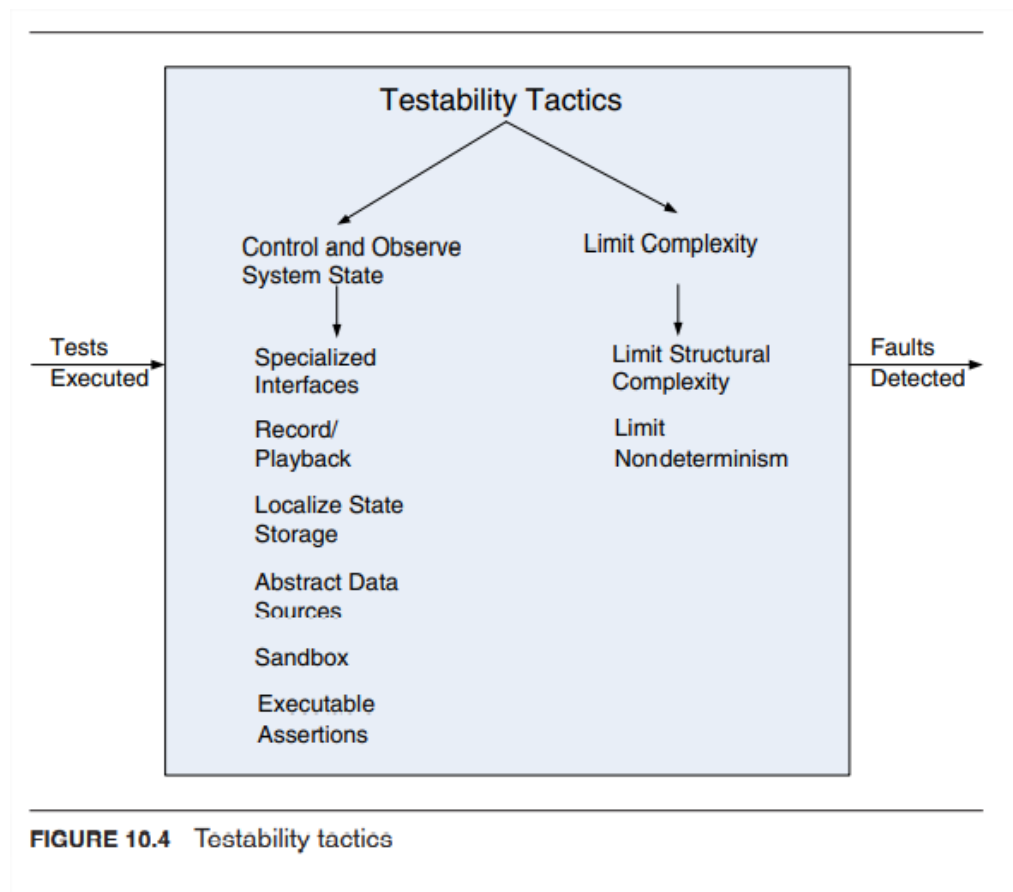 Testability Tactics
Control and Observe
System State
Limit Complexity
Tests
Executed
Specialized
Interfaces
Record/
Playback
Localize State
Storage
Abstract Data
Sources
Sandbox
Executable
Assertions
Limit Structural
Complexity
Limit
Nondeterminism
Faults
Detected
FIGURE 10.4 Testability tactics